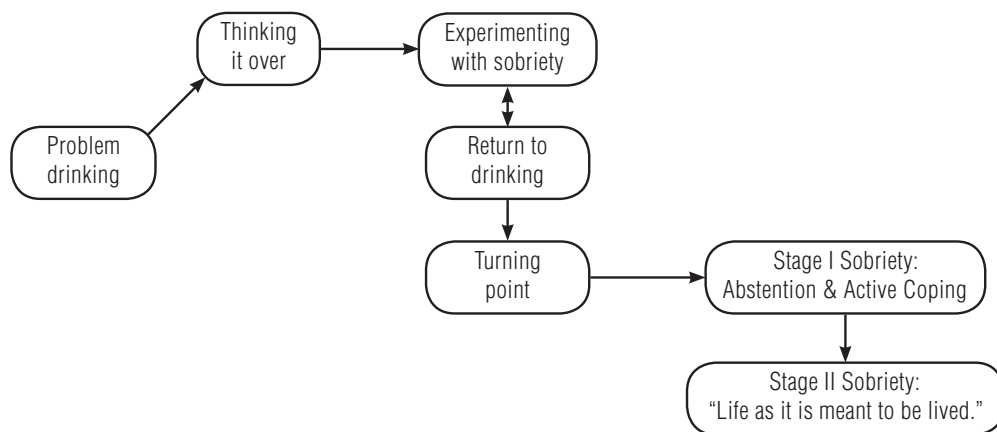 Thinking
it over
Experimenting
with sobriety
Problem
drinking
Return to
drinking
Turning
point
Stage I Sobriety:
Abstention & Active Coping
Stage II Sobriety:
“Life as it is meant to be lived.”